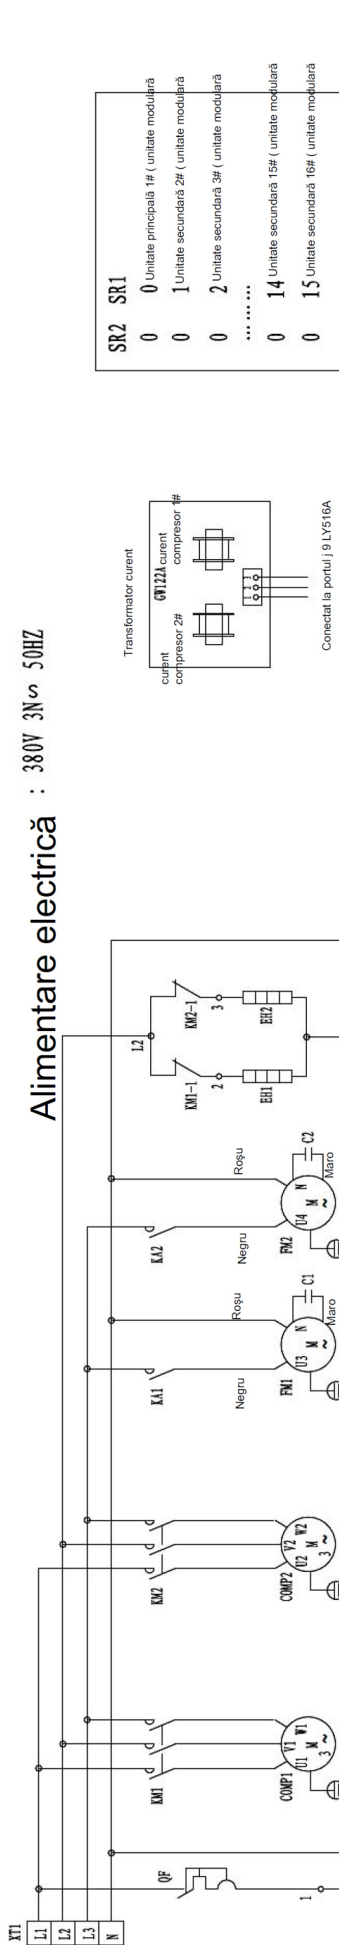 Alimentare electrică : 380V 3N∽ 50HZ
XT1
L1
L2
L3
N
QF
1
KM1
COMP1
U1 V1 W1
M
3 ~
KM2
COMP2
U2 V2 W2
M
3 ~
KA1
Negru
Roșu
FM1
U3 N
M
~
C1
Maro
KA2
Negru
Roșu
FM2
U4 N
M
~
C2
Maro
L2
KM1-1
KM2-1
2
3
EH1
EH2
Transformator curent
GW122A
curent
compresor 2#
curent
compresor 1#
1 2 3
Conectat la portul j 9 LY516A
SR2 SR1
0 0 Unitate principală 1# ( unitate modulară
0 1 Unitate secundară 2# ( unitate modulară
0 2 Unitate secundară 3# ( unitate modulară
... ... ...
0 14 Unitate secundară 15# ( unitate modulară
0 15 Unitate secundară 16# ( unitate modulară